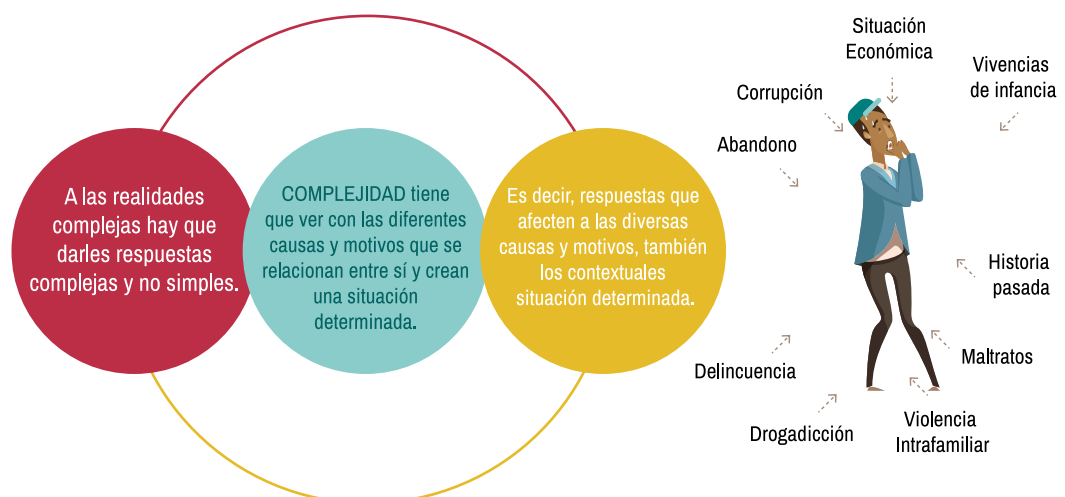 A las realidades
complejas hay que
darles respuestas
complejas y no simples.
COMPLEJIDAD tiene
que ver con las diferentes
causas y motivos que se
relacionan entre sí y crean
una situación
determinada.
Es decir, respuestas que
afecten a las diversas
causas y motivos, también
los contextuales
situación determinada.
Situación
Económica
Vivencias
de infancia
Corrupción
Abandono
Historia
pasada
Maltratos
Delincuencia
Violencia
Intrafamiliar
Drogadicción